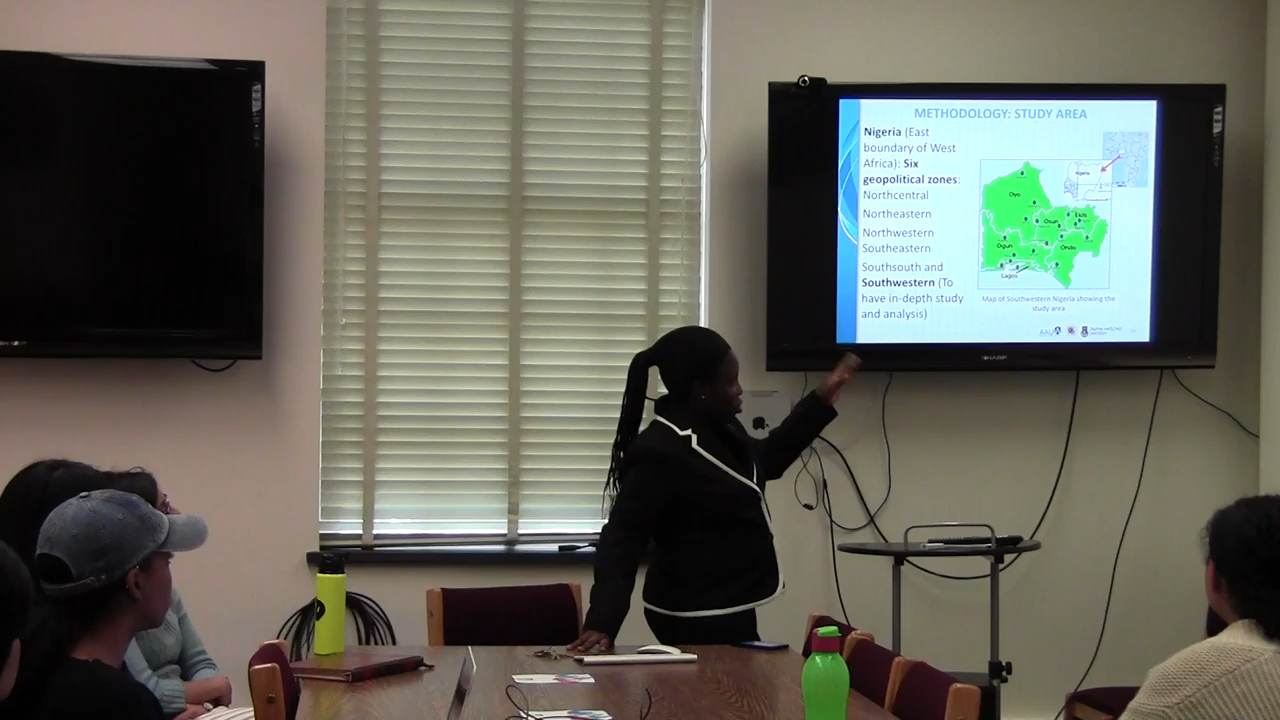 METHODOLOGY: STUDY AREA
Nigeria (East
boundary of West
Africa): Six
geopolitical zones:
Northcentral
Northeastern
Northwestern
Southeastern
Southsouth and
Southwestern (To
have in-depth study
and analysis)
Nigeria
Oyo
Osun
Ekiti
Ogun
Ondo
Lagos
Map of Southwestern Nigeria showing the
study area
AAU
SHARP